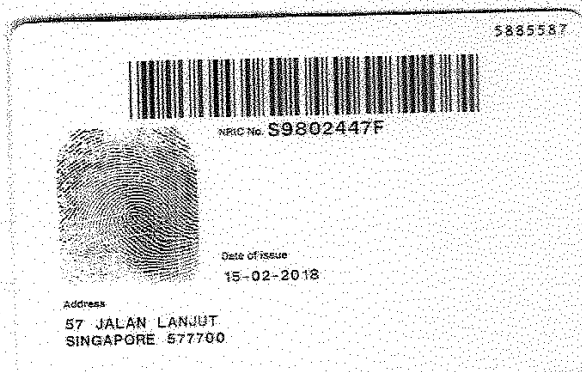 5885587
NRIC No. S9802447F
Date of issue
15-02-2018
Address
57 JALAN LANJUT
SINGAPORE 577700